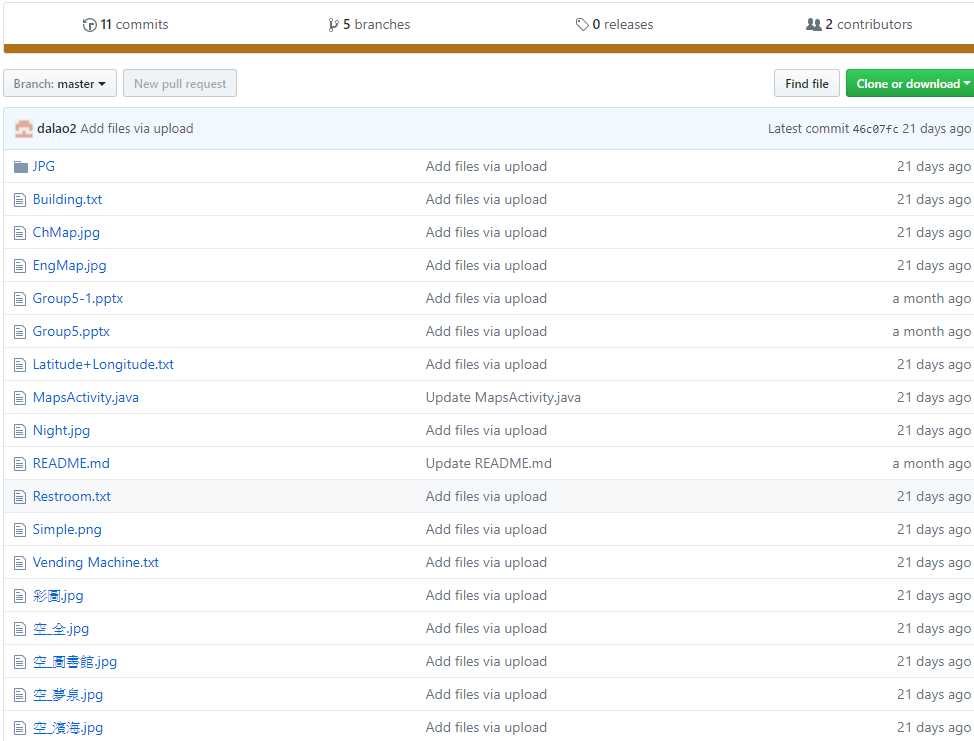 11 commits 5 branches 0 releases 2 contributors
Branch: master New pull request Find file Clone or download
dalao2 Add files via upload Latest commit 46c07fc 21 days ago
JPG Add files via upload 21 days ago
Building.txt Add files via upload 21 days ago
ChMap.jpg Add files via upload 21 days ago
EngMap.jpg Add files via upload 21 days ago
Group5-1.pptx Add files via upload a month ago
Group5.pptx Add files via upload a month ago
Latitude+Longitude.txt Add files via upload 21 days ago
MapsActivity.java Update MapsActivity.java 21 days ago
Night.jpg Add files via upload 21 days ago
README.md Update README.md a month ago
Restroom.txt Add files via upload 21 days ago
Simple.png Add files via upload 21 days ago
Vending Machine.txt Add files via upload 21 days ago
彩圖.jpg Add files via upload 21 days ago
空_全.jpg Add files via upload 21 days ago
空_圖書館.jpg Add files via upload 21 days ago
空_夢泉.jpg Add files via upload 21 days ago
空_濱海.jpg Add files via upload 21 days ago